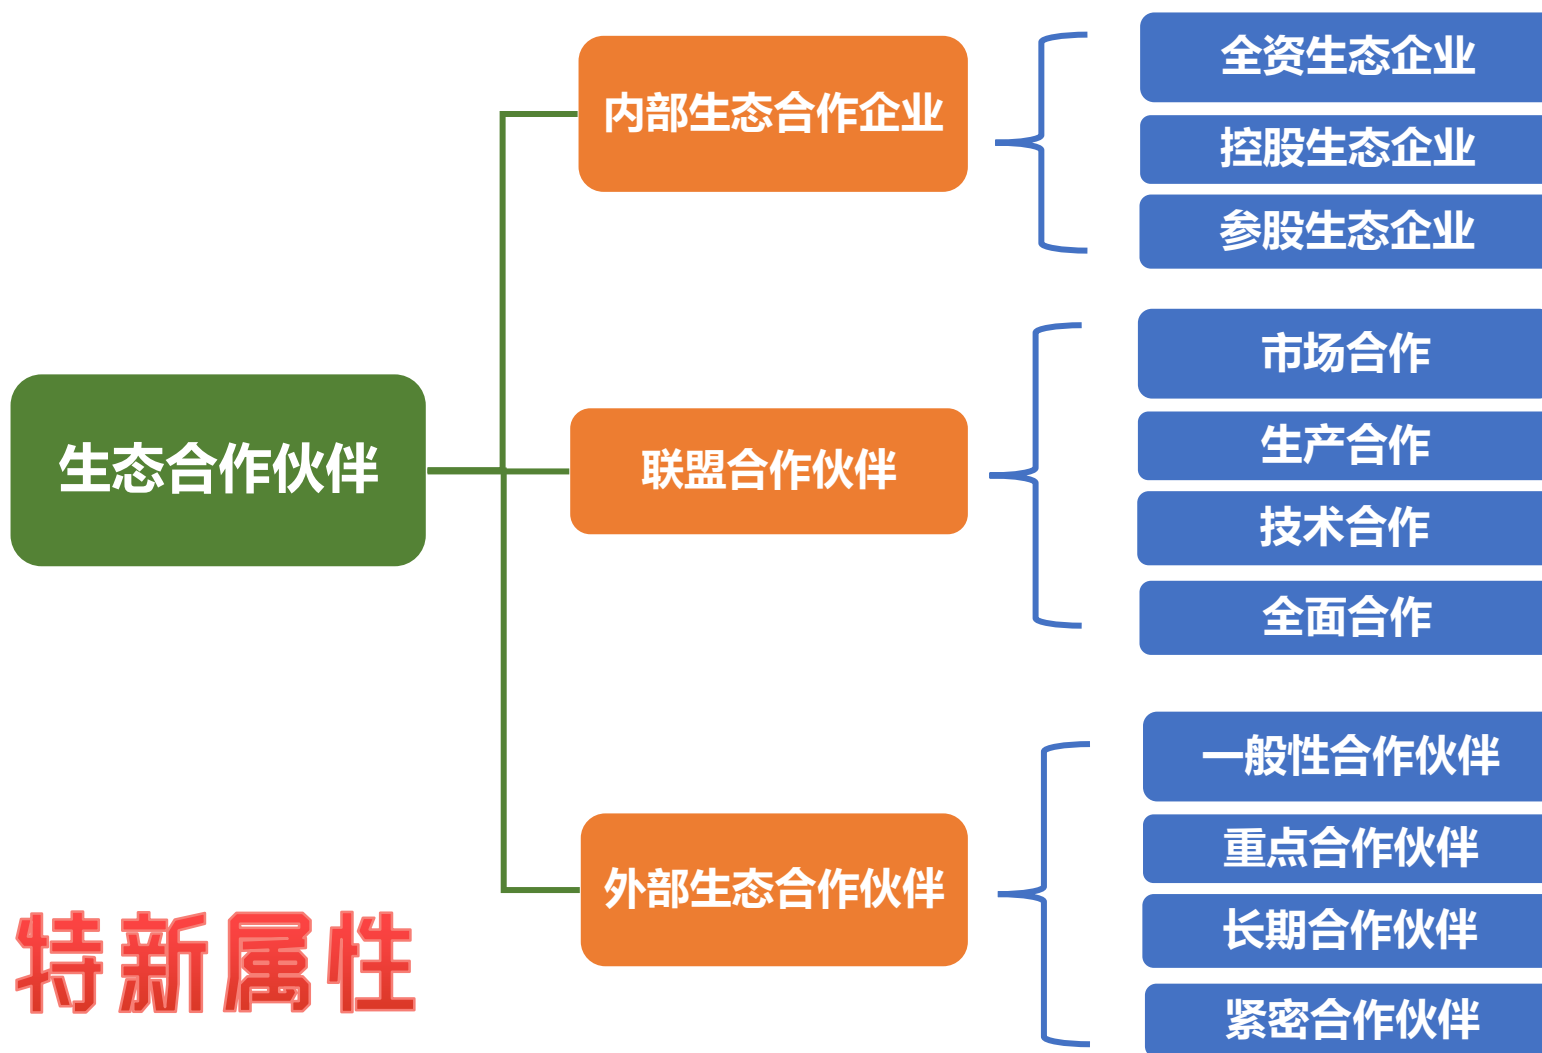 生态合作伙伴
内部生态合作企业
全资生态企业
控股生态企业
参股生态企业
联盟合作伙伴
市场合作
生产合作
技术合作
全面合作
外部生态合作伙伴
一般性合作伙伴
重点合作伙伴
长期合作伙伴
紧密合作伙伴
特新属性